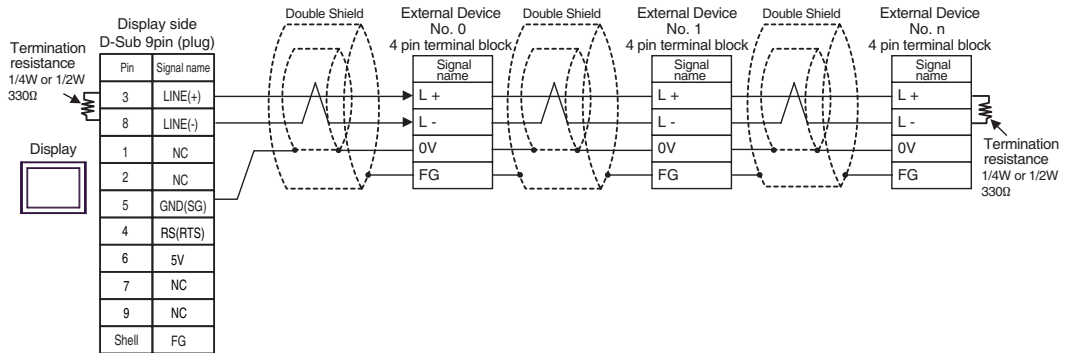 Display side
D-Sub 9pin (plug)
Termination
resistance
1/4W or 1/2W
330Ω
Display
Pin Signal name
3 LINE(+)
8 LINE(-)
1 NC
2 NC
5 GND(SG)
4 RS(RTS)
6 5V
7 NC
9 NC
Shell FG
Double Shield
External Device
No. 0
4 pin terminal block
Signal
name
L +
L -
0V
FG
Double Shield
External Device
No. 1
4 pin terminal block
Signal
name
L +
L -
0V
FG
Double Shield
External Device
No. n
4 pin terminal block
Signal
name
L +
L -
0V
FG
Termination
resistance
1/4W or 1/2W
330Ω